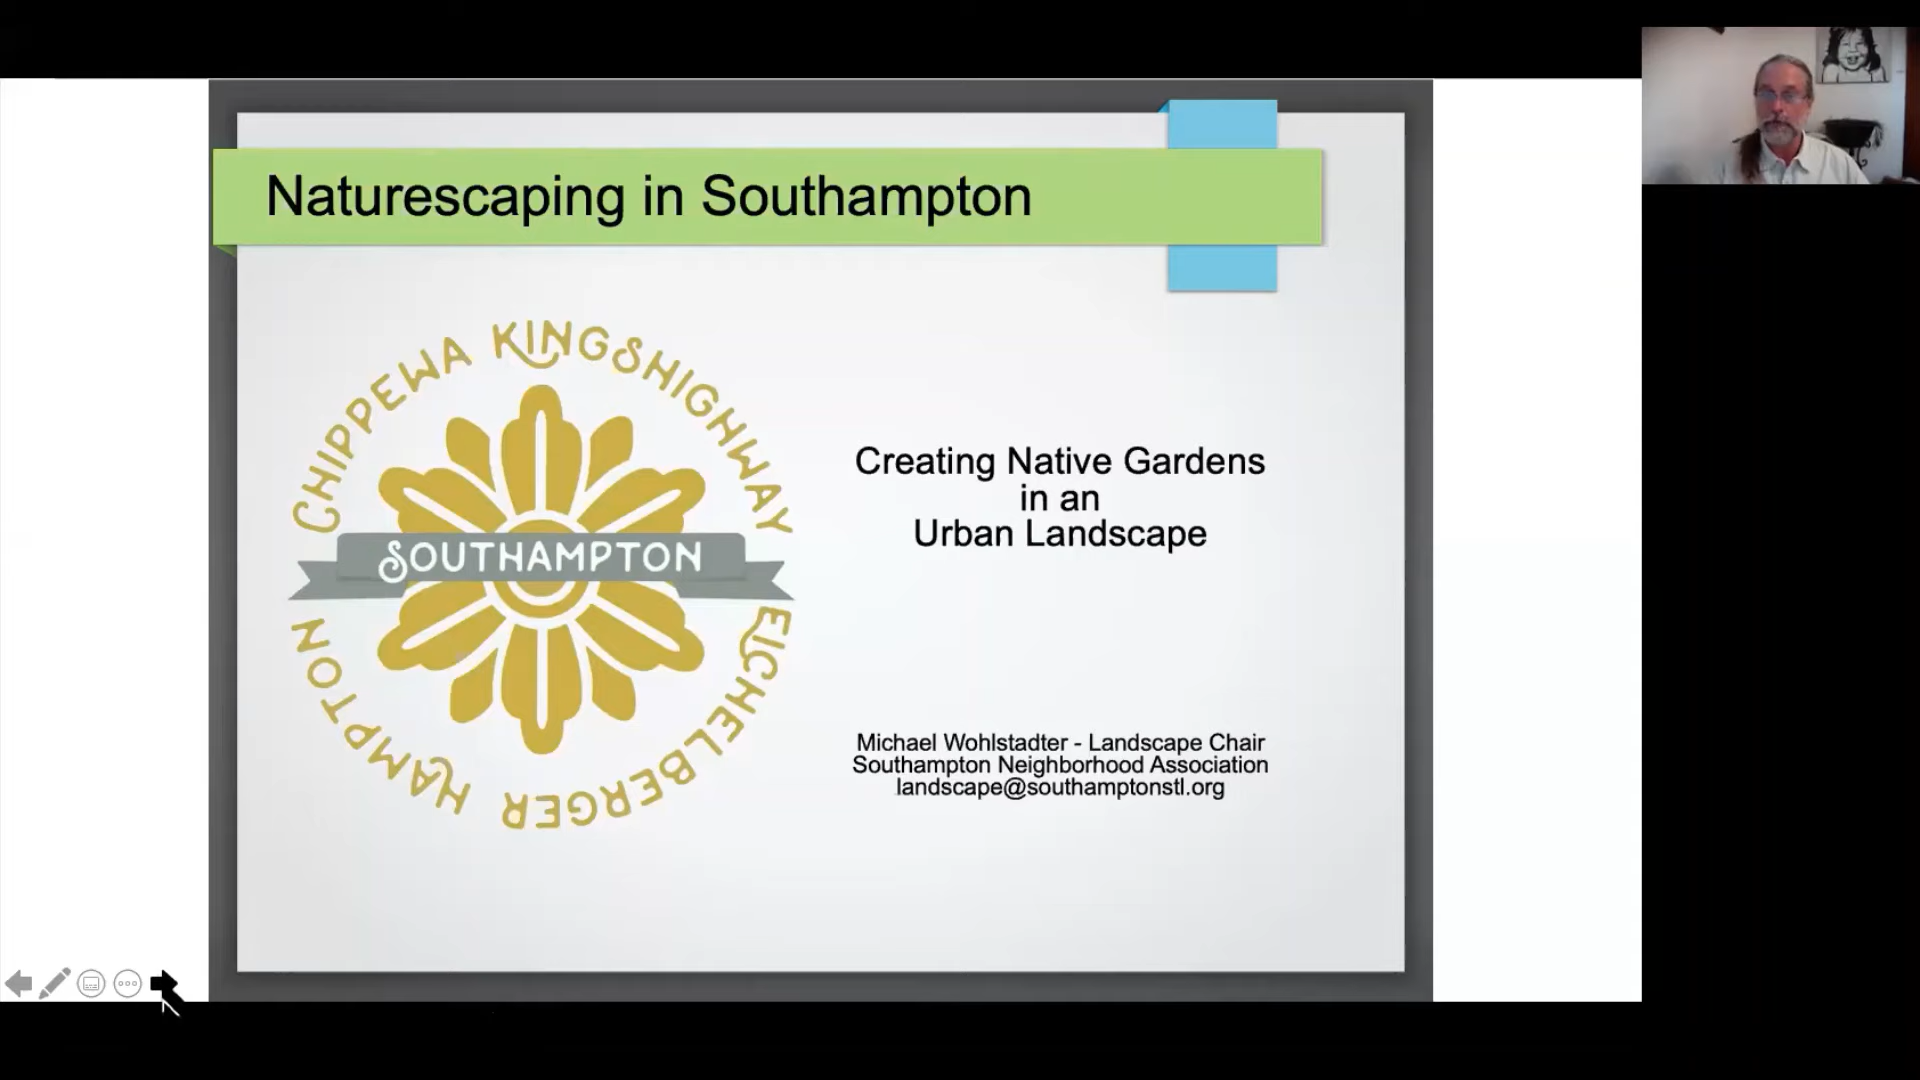 Naturescaping in Southampton
CHIPPEWA KINGSHIGHWAY
SOUTHAMPTON
HAMPTON EICHELBERGER
Creating Native Gardens
in an
Urban Landscape
Michael Wohlstadter - Landscape Chair
Southampton Neighborhood Association
landscape@southamptonstl.org